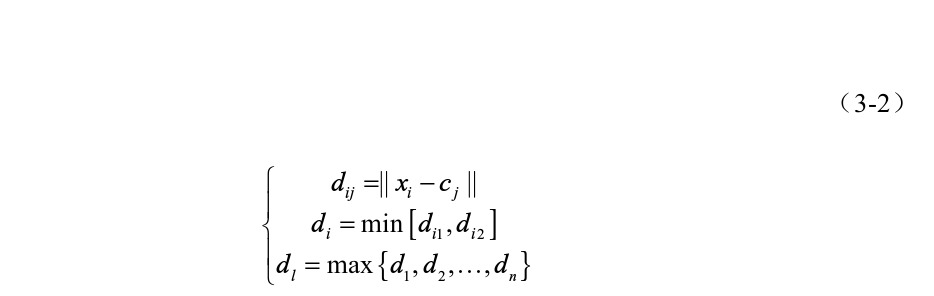 （3-2）
d_{ij} =|| x_i − c_j ||
d_i = min[d_{i1}, d_{i2}]
d_l = max{d_1, d_2, ..., d_n}